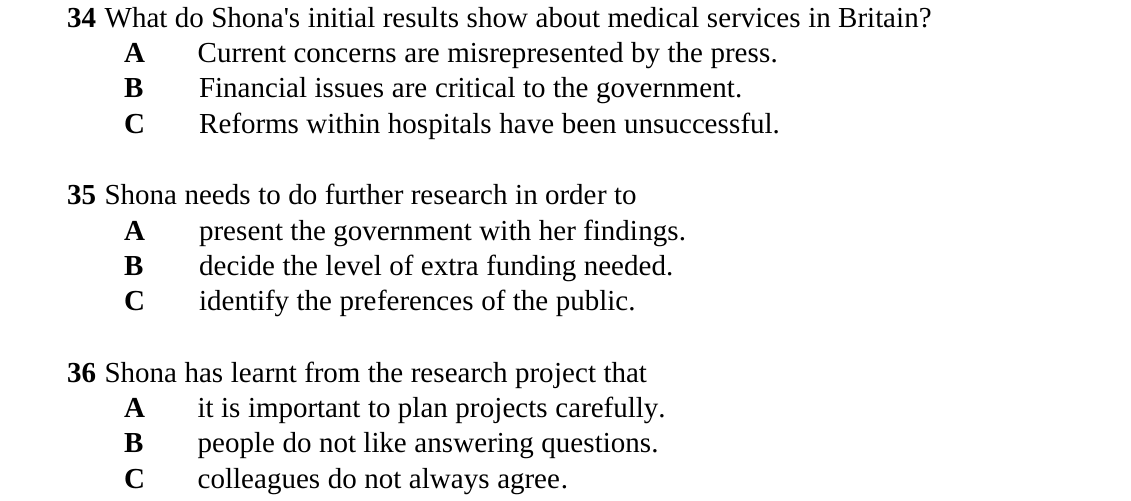 34 What do Shona's initial results show about medical services in Britain?
A Current concerns are misrepresented by the press.
B Financial issues are critical to the government.
C Reforms within hospitals have been unsuccessful.
35 Shona needs to do further research in order to
A present the government with her findings.
B decide the level of extra funding needed.
C identify the preferences of the public.
36 Shona has learnt from the research project that
A it is important to plan projects carefully.
B people do not like answering questions.
C colleagues do not always agree.